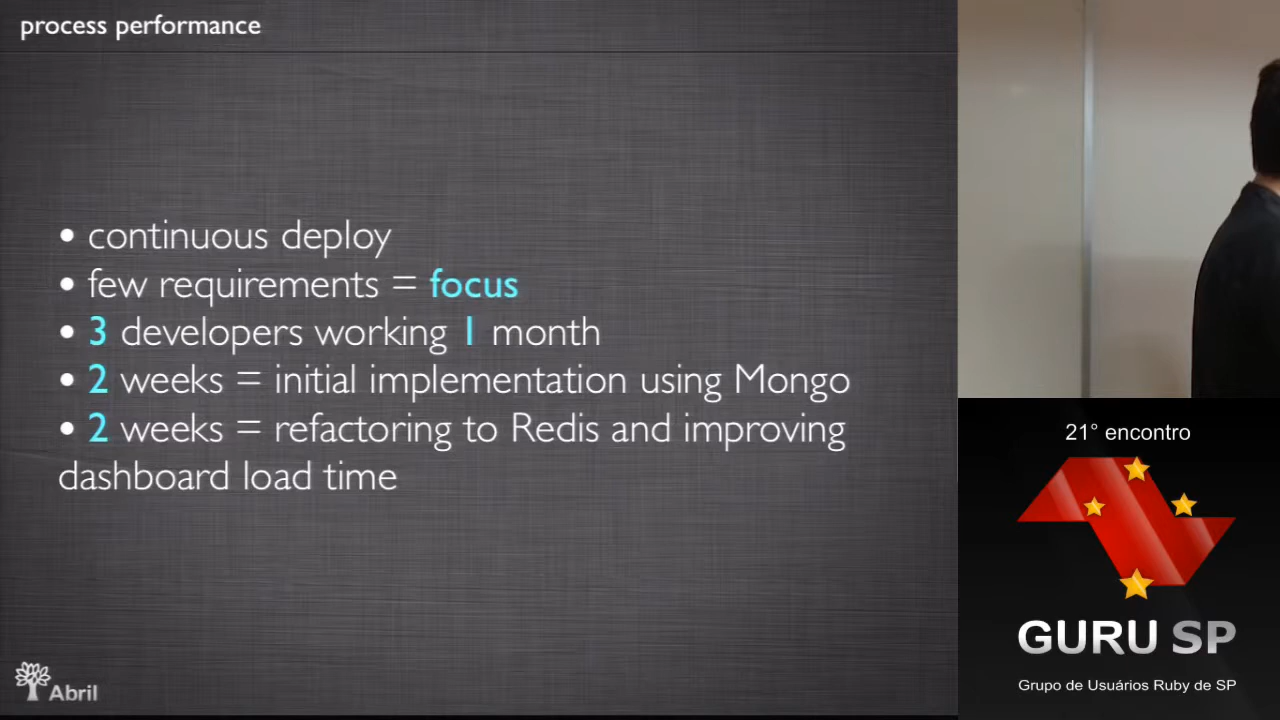 process performance
• continuous deploy
• few requirements = focus
• 3 developers working 1 month
• 2 weeks = initial implementation using Mongo
• 2 weeks = refactoring to Redis and improving
dashboard load time
Abril
21° encontro
GURU SP
Grupo de Usuários Ruby de SP